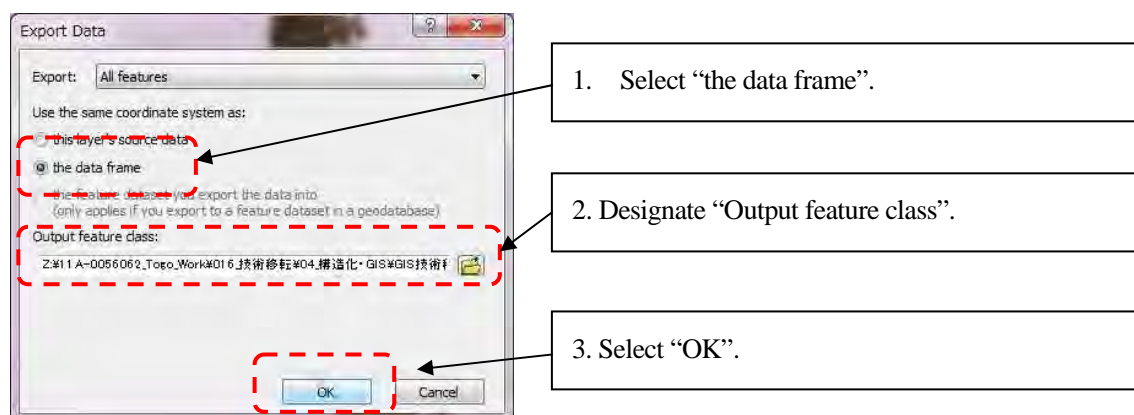 Export Data
Export: All features
Use the same coordinate system as:
this layer's source data
the data frame
the feature dataset you export the data into
(only applies if you export to a feature dataset in a geodatabase)
Output feature class:
Z:¥11A-0056062_Togo_Work¥016_技術移転¥04_構造化・GIS¥GIS技術
OK
Cancel
1. Select “the data frame”.
2. Designate “Output feature class”.
3. Select “OK”.